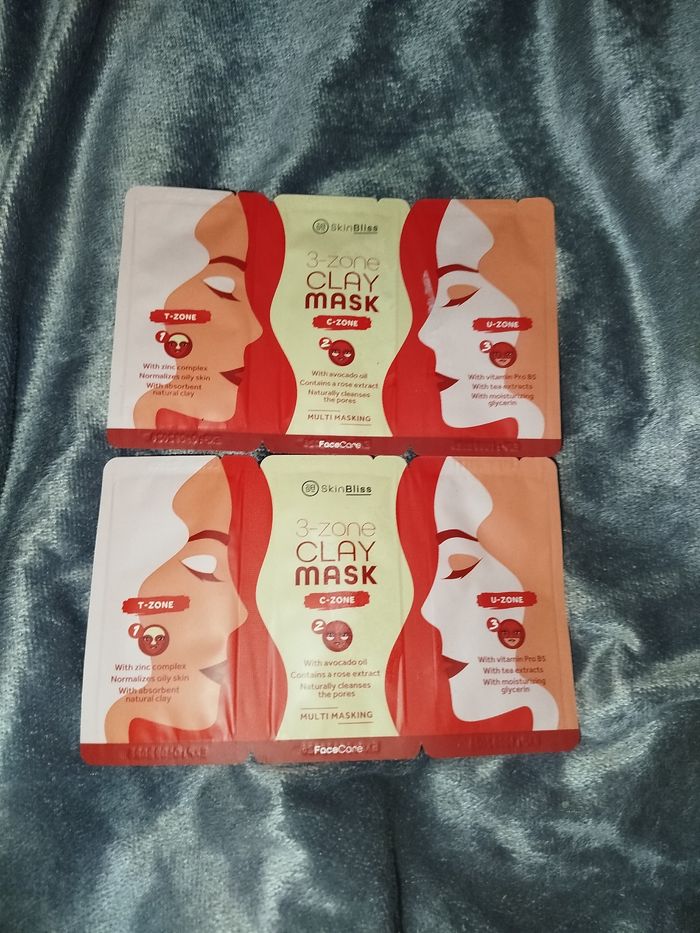 SkinBliss
3-zone
CLAY
MASK
T-ZONE
1
With zinc complex
Normalizes oily skin
With absorbent
natural clay
C-ZONE
2
With avocado oil
Contains a rose extract
Naturally cleanses
the pores
MULTI MASKING
U-ZONE
3
With vitamin Pro B5
With tea extracts
With moisturizing
glycerin
FaceCare
SkinBliss
3-zone
CLAY
MASK
T-ZONE
1
With zinc complex
Normalizes oily skin
With absorbent
natural clay
C-ZONE
2
With avocado oil
Contains a rose extract
Naturally cleanses
the pores
MULTI MASKING
U-ZONE
3
With vitamin Pro B5
With tea extracts
With moisturizing
glycerin
FaceCare